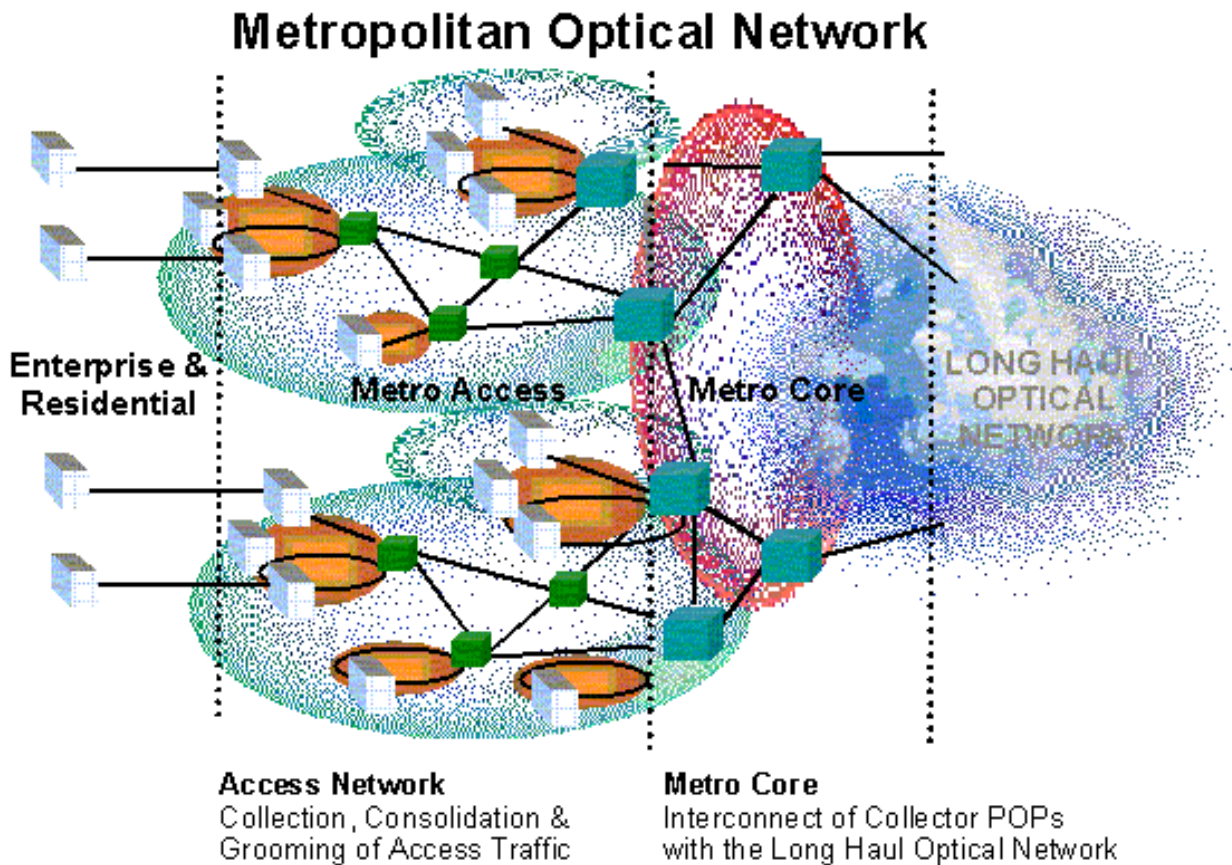 Metropolitan Optical Network
Enterprise &
Residential
Metro Access
Metro Core
LONG HAUL
OPTICAL
NETWORK
Access Network
Collection, Consolidation &
Grooming of Access Traffic
Metro Core
Interconnect of Collector POPs
with the Long Haul Optical Network